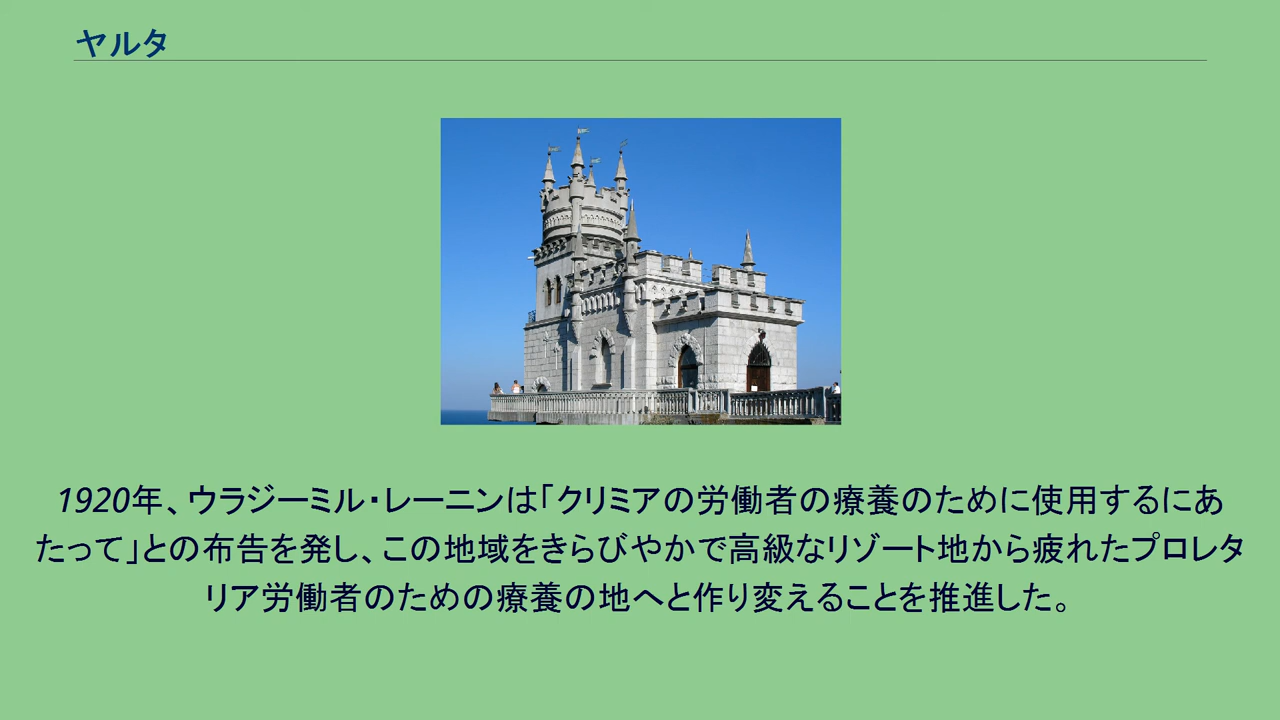 ヤルタ
1920年、ウラジーミル・レーニンは「クリミアの労働者の療養のために使用するにあ
たって」との布告を発し、この地域をきらびやかで高級なリゾート地から疲れたプロレタ
リア労働者のための療養の地へと作り変えることを推進した。